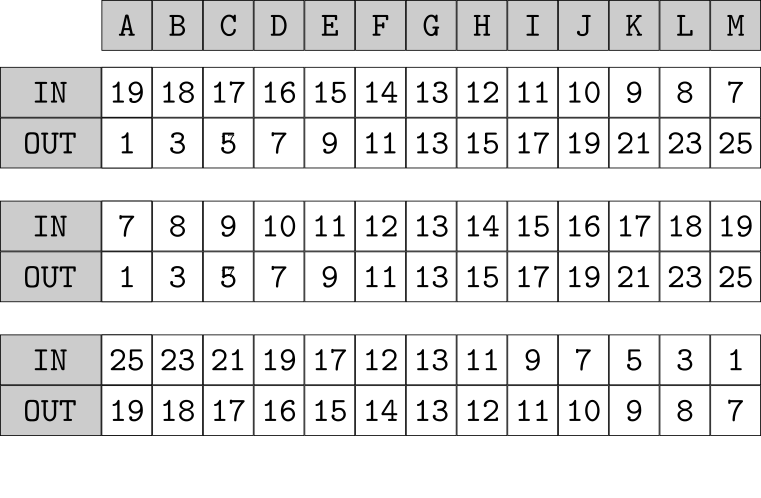 A B C D E F G H I J K L M
IN 19 18 17 16 15 14 13 12 11 10 9 8 7
OUT 1 3 5 7 9 11 13 15 17 19 21 23 25
IN 7 8 9 10 11 12 13 14 15 16 17 18 19
OUT 1 3 5 7 9 11 13 15 17 19 21 23 25
IN 25 23 21 19 17 12 13 11 9 7 5 3 1
OUT 19 18 17 16 15 14 13 12 11 10 9 8 7